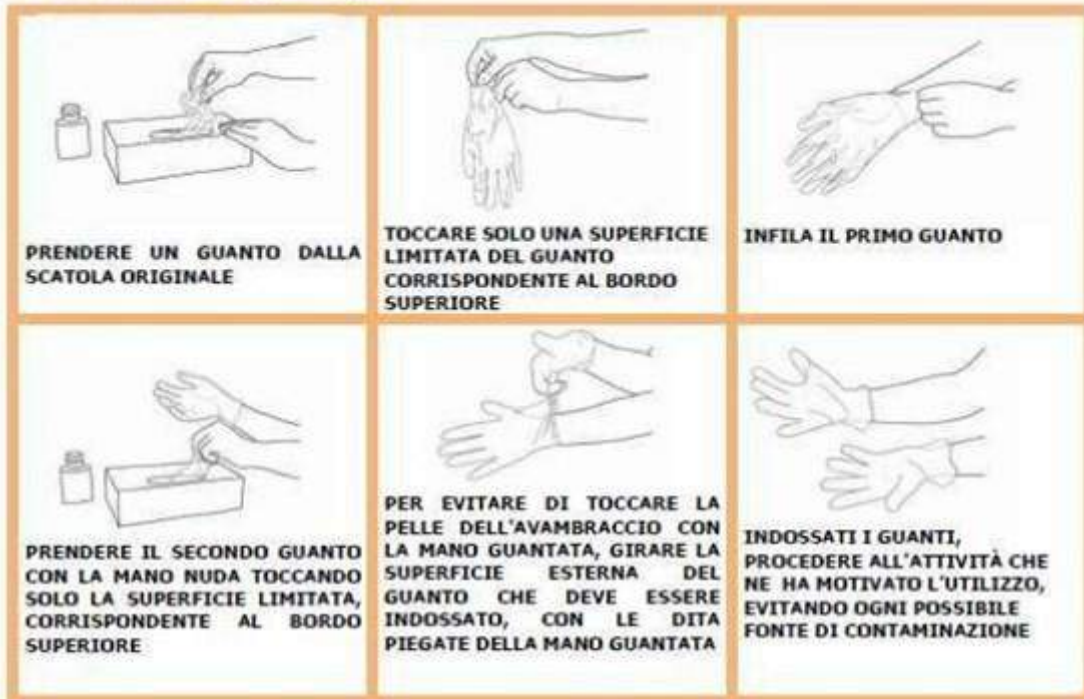 PRENDERE UN GUANTO DALLA
SCATOLA ORIGINALE
TOCCARE SOLO UNA SUPERFICIE
LIMITATA DEL GUANTO
CORRISPONDENTE AL BORDO
SUPERIORE
INFILA IL PRIMO GUANTO
PRENDERE IL SECONDO GUANTO
CON LA MANO NUDA TOCCANDO
SOLO LA SUPERFICIE LIMITATA,
CORRISPONDENTE AL BORDO
SUPERIORE
PER EVITARE DI TOCCARE LA
PELLE DELL'AVAMBRACCIO CON
LA MANO GUANTATA, GIRARE LA
SUPERFICIE ESTERNA DEL
GUANTO CHE DEVE ESSERE
INDOSSATO, CON LE DITA
PIEGATE DELLA MANO GUANTATA
INDOSSATI I GUANTI,
PROCEDERE ALL'ATTIVITÀ CHE
NE HA MOTIVATO L'UTILIZZO,
EVITANDO OGNI POSSIBILE
FONTE DI CONTAMINAZIONE